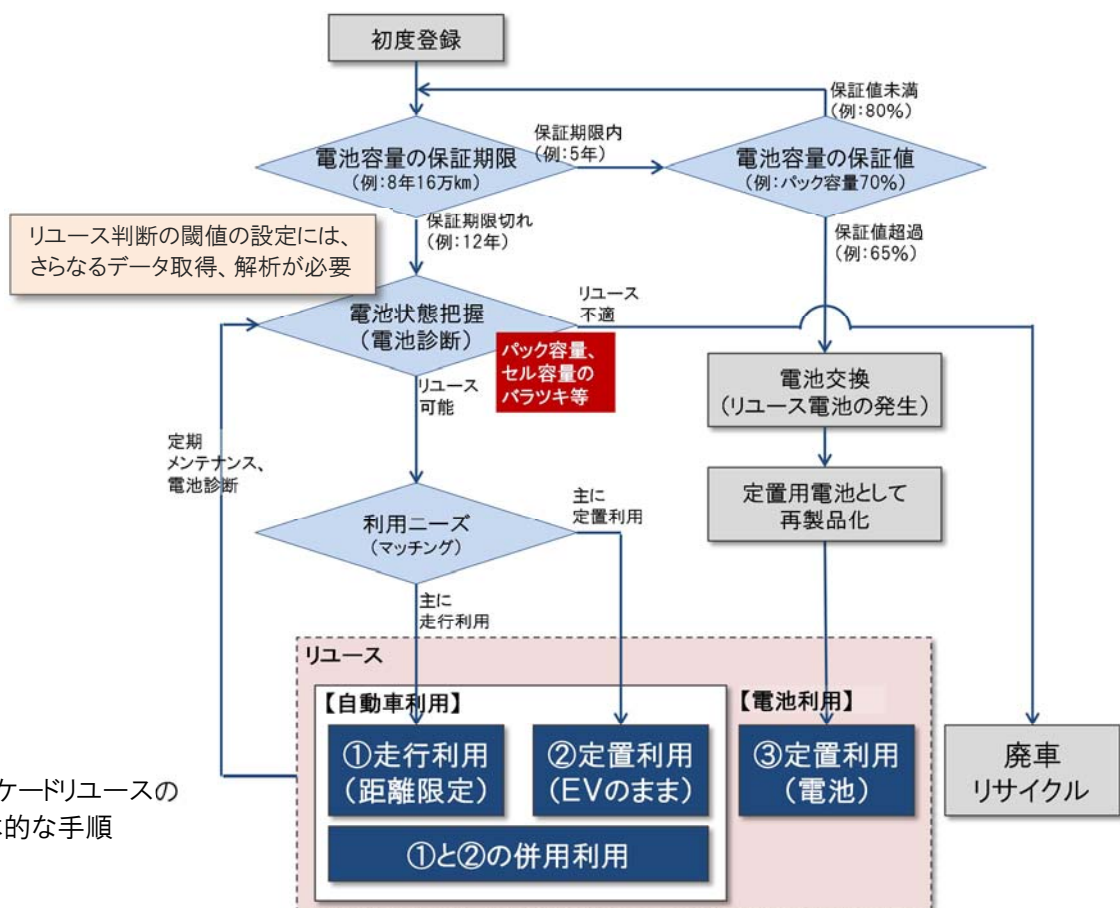 初度登録
保証値未満
(例:80%)
保証期限内
(例:5年)
電池容量の保証期限
(例:8年16万km)
電池容量の保証値
(例:パック容量70%)
保証期限切れ
(例:12年)
保証値超過
(例:65%)
リユース判断の閾値の設定には、
さらなるデータ取得、解析が必要
リユース
不適
電池状態把握
(電池診断)
パック容量、
セル容量の
バラツキ等
リユース
可能
電池交換
(リユース電池の発生)
定期
メンテナンス、
電池診断
定置用電池として
再製品化
主に
定置利用
利用ニーズ
(マッチング)
主に
走行利用
リユース
【自動車利用】
【電池利用】
①走行利用
(距離限定)
②定置利用
(EVのまま)
③定置利用
(電池)
廃車
リサイクル
①と②の併用利用
ケードリユースの
的な手順